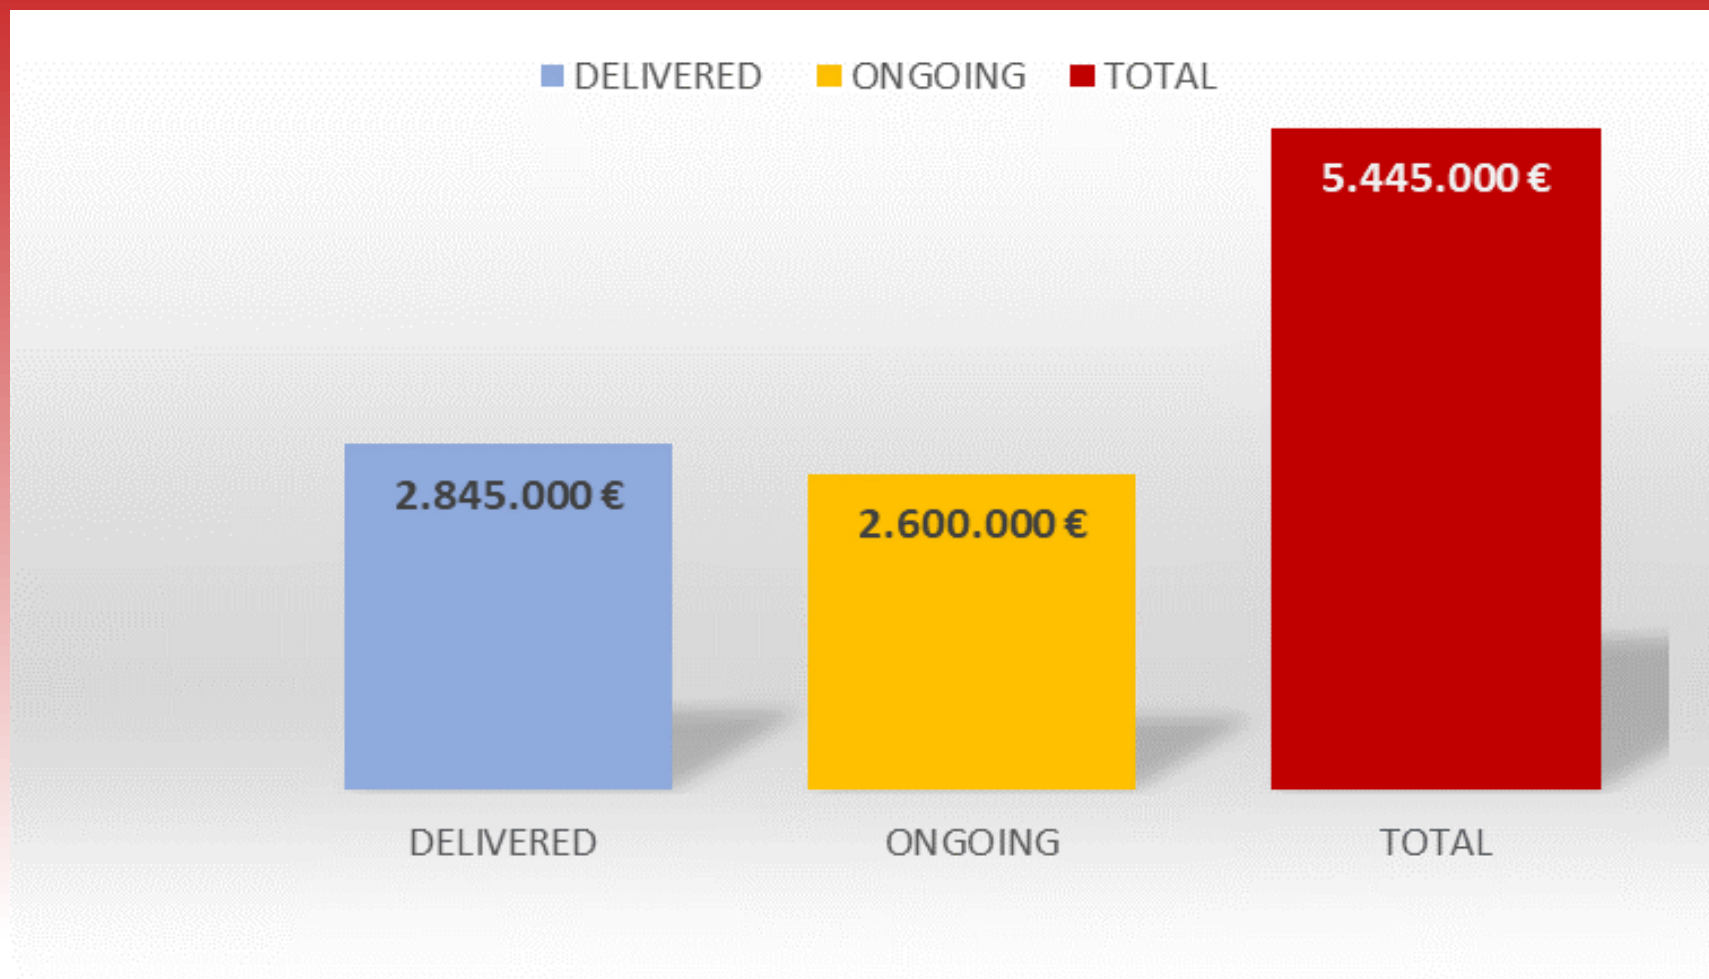 DELIVERED ONGOING TOTAL
5.445.000 €
2.845.000 €
2.600.000 €
DELIVERED ONGOING TOTAL